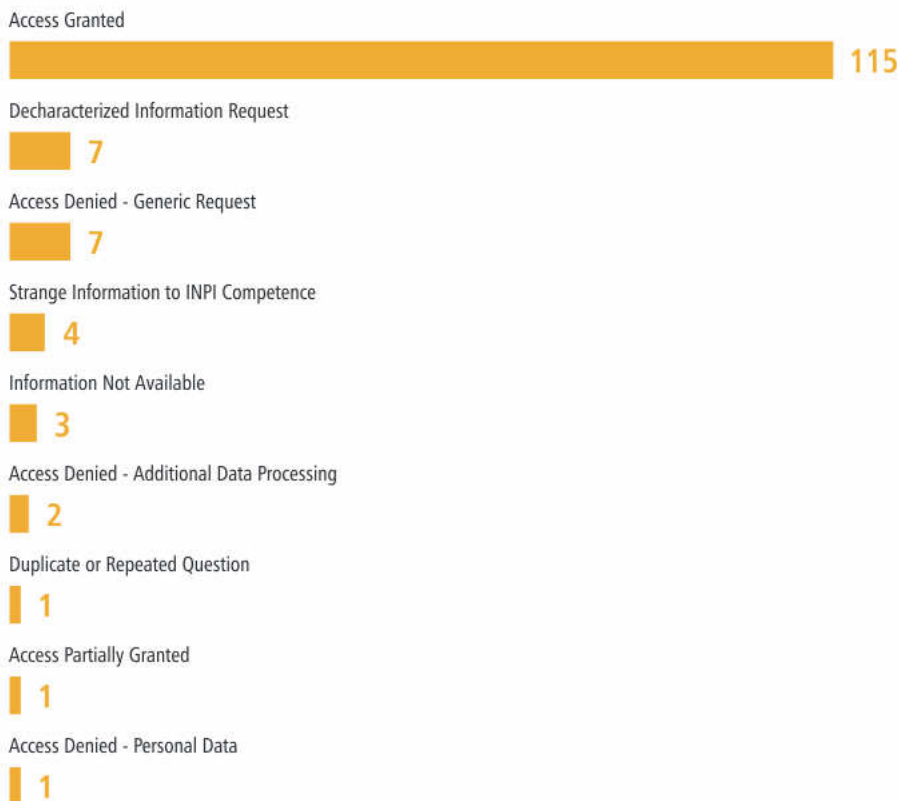 Access Granted
115
Decharacterized Information Request
7
Access Denied - Generic Request
7
Strange Information to INPI Competence
4
Information Not Available
3
Access Denied - Additional Data Processing
2
Duplicate or Repeated Question
1
Access Partially Granted
1
Access Denied - Personal Data
1